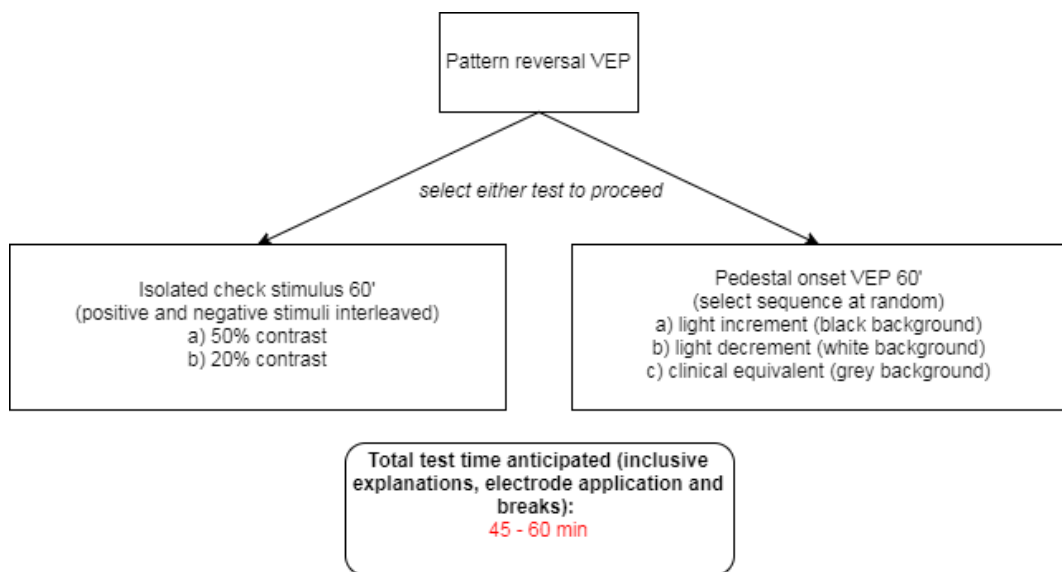 Pattern reversal VEP
select either test to proceed
Isolated check stimulus 60'
(positive and negative stimuli interleaved)
a) 50% contrast
b) 20% contrast
Pedestal onset VEP 60'
(select sequence at random)
a) light increment (black background)
b) light decrement (white background)
c) clinical equivalent (grey background)
Total test time anticipated (inclusive
explanations, electrode application and
breaks):
45 - 60 min